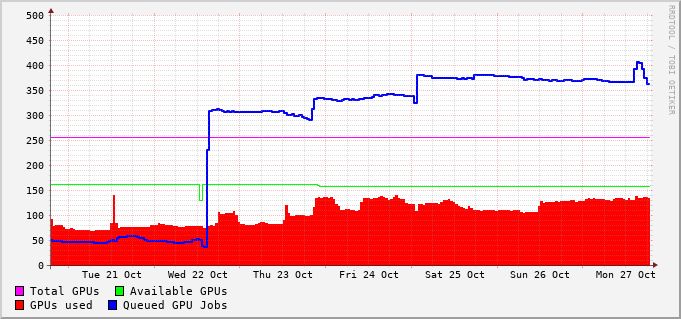 500
450
400
350
300
250
200
150
100
50
0
Tue 21 Oct Wed 22 Oct Thu 23 Oct Fri 24 Oct Sat 25 Oct Sun 26 Oct Mon 27 Oct
Total GPUs Available GPUs
GPUs used Queued GPU Jobs
RRDTOOL / TOBI OETIKER